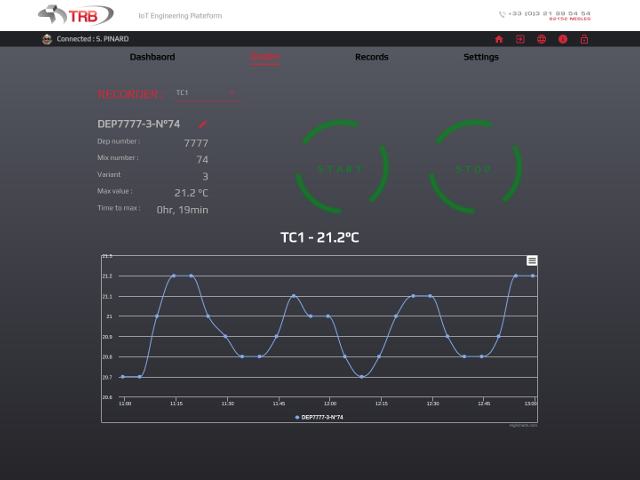 TRB
IoT Engineering Plateform
+33 (0)3 21 89 54 54
62152 NESLES
Connected : S. PINARD
Dashbaord
Records
Settings
RECORDER :
TC1
DEP7777-3-N°74
Dep number :
7777
Mix number :
74
Variant
3
Max value :
21.2 °C
Time to max :
0hr, 19min
START
STOP
TC1 - 21.2°C
21.3
21.2
21.1
21
20.9
20.8
20.7
20.6
11:00
11:15
11:30
11:45
12:00
12:15
12:30
12:45
13:00
DEP7777-3-N°74
Highcharts.com